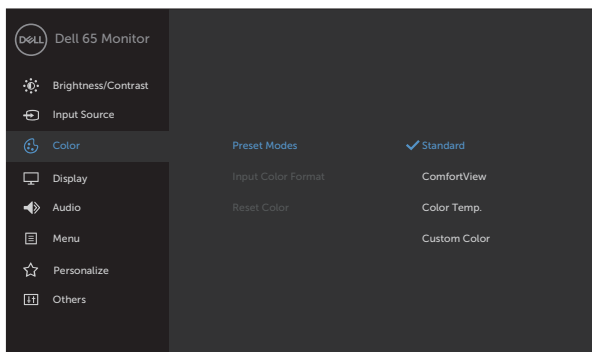 DELL
Dell 65 Monitor
Brightness/Contrast
Input Source
Color
Preset Modes
Standard
Input Color Format
ComfortView
Display
Reset Color
Color Temp.
Audio
Custom Color
Menu
Personalize
Others